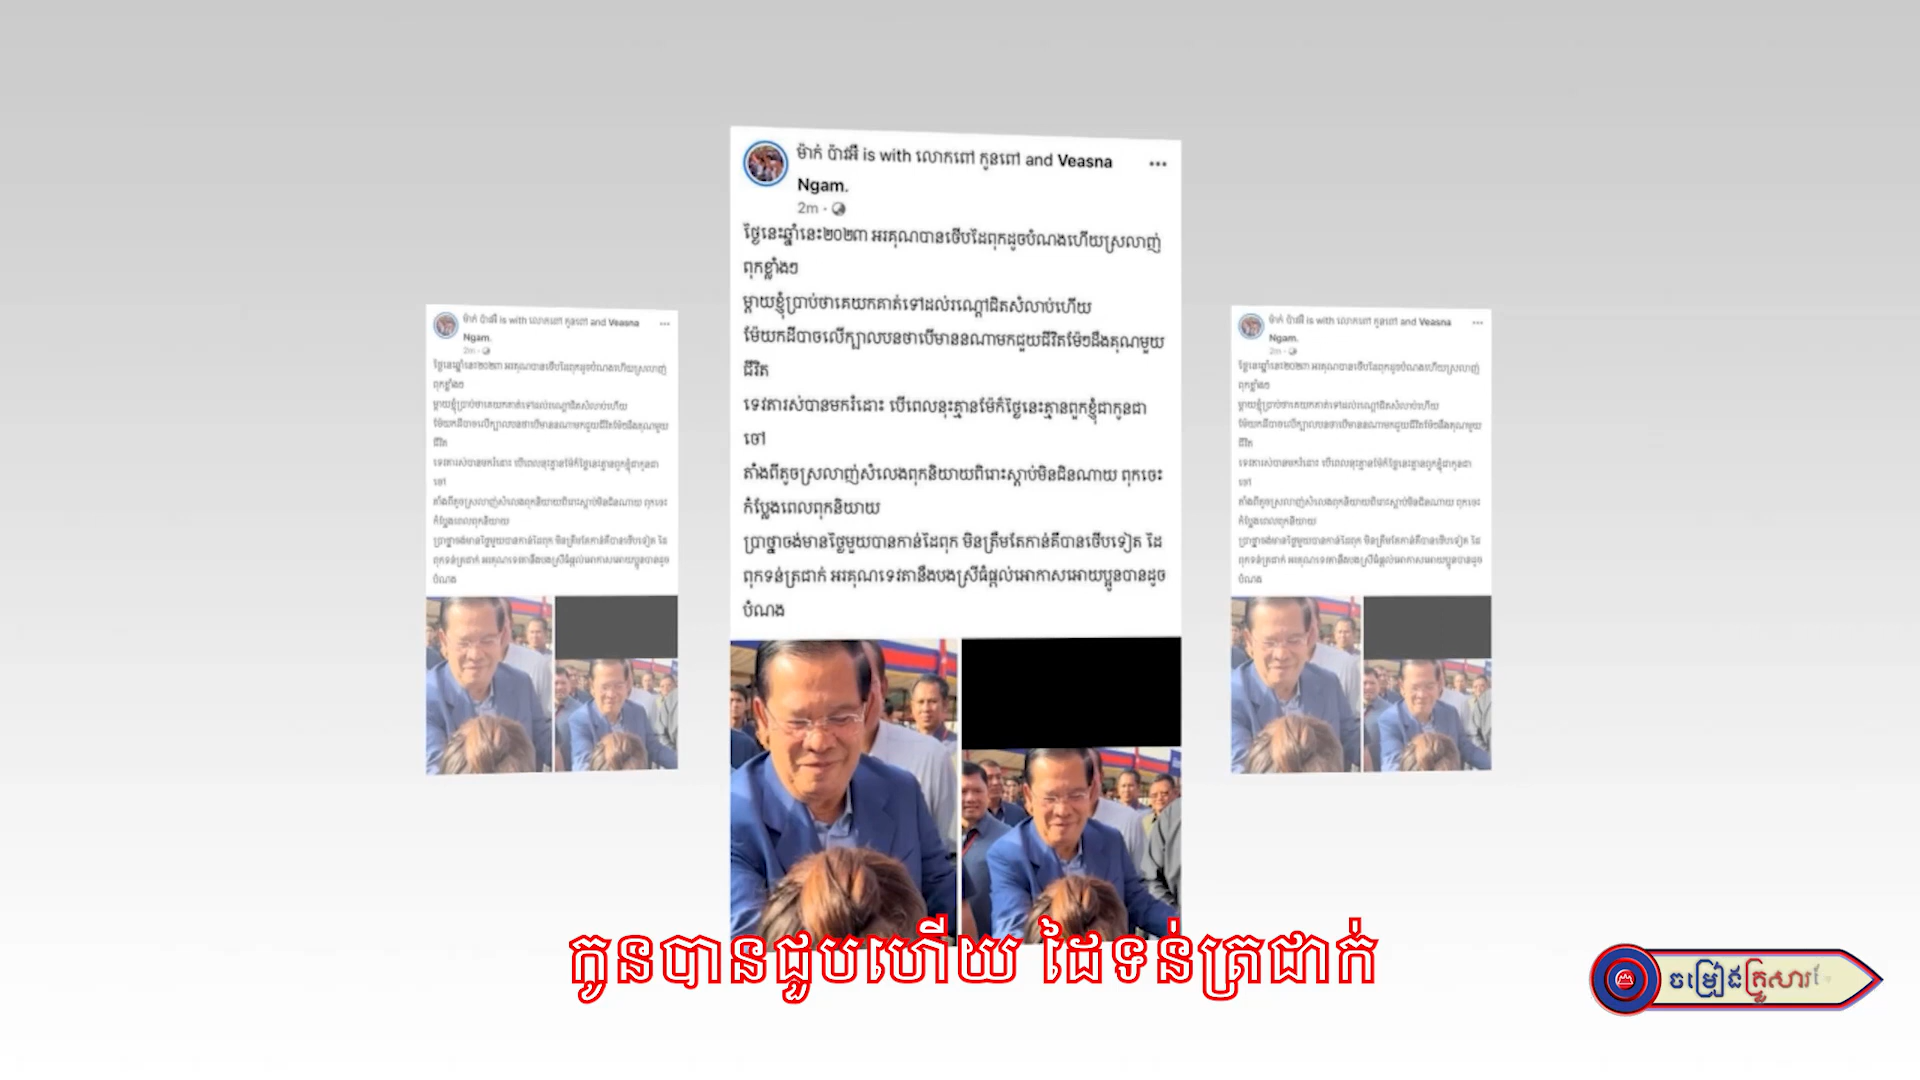 ម៉ាក់ ប៉ារអឺ is with លោកពៅ កូនពៅ and Veasna
Ngam.
2m ·
ថ្ងៃនេះឆ្នាំនេះ២០២៣ អរគុណបានថើបដៃពុកដូចបំណងហើយស្រលាញ់
ពុកខ្លាំងៗ
ម្តាយខ្ញុំប្រាប់ថាគេយកគាត់ទៅដល់រណ្តៅជិតសំលាប់ហើយ
ម៉ែយកដីបាចលើក្បាលបនថាបើមាននណាមកជួយជីវិតម៉ែៗដឹងគុណមួយ
ជីវិត
ទេវតារស់បានមករំដោះ បើពេលនុះគ្មានម៉ែក៏ថ្ងៃនេះគ្មានពួកខ្ញុំជាកូនជា
ចៅ
តាំងពីតូចស្រលាញ់សំលេងពុកនិយាយពិរោះស្តាប់មិនជិនណាយ ពុកចេះ
កំប្លែងពេលពុកនិយាយ
ប្រាថ្នាចង់មានថ្ងៃមួយបានកាន់ដៃពុក មិនត្រឹមតែកាន់គឺបានថើបទៀត ដៃ
ពុកទន់ត្រជាក់ អរគុណទេវតានឹងបងស្រីធំផ្តល់អោកាសអោយប្អូនបានដូច
បំណង
កូនបានជួបហើយ ដៃទន់ត្រជាក់
ចម្រៀងគ្រួសារ